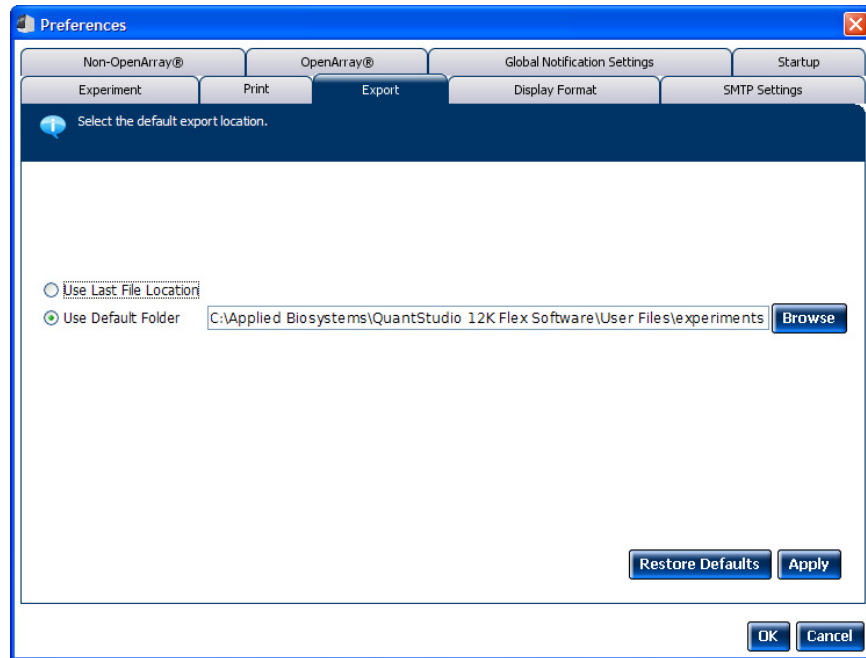 Preferences
Non-OpenArray®
OpenArray®
Global Notification Settings
Startup
Experiment
Print
Export
Display Format
SMTP Settings
Select the default export location.
Use Last File Location
Use Default Folder
C:\Applied Biosystems\QuantStudio 12K Flex Software\User Files\experiments
Browse
Restore Defaults
Apply
OK
Cancel